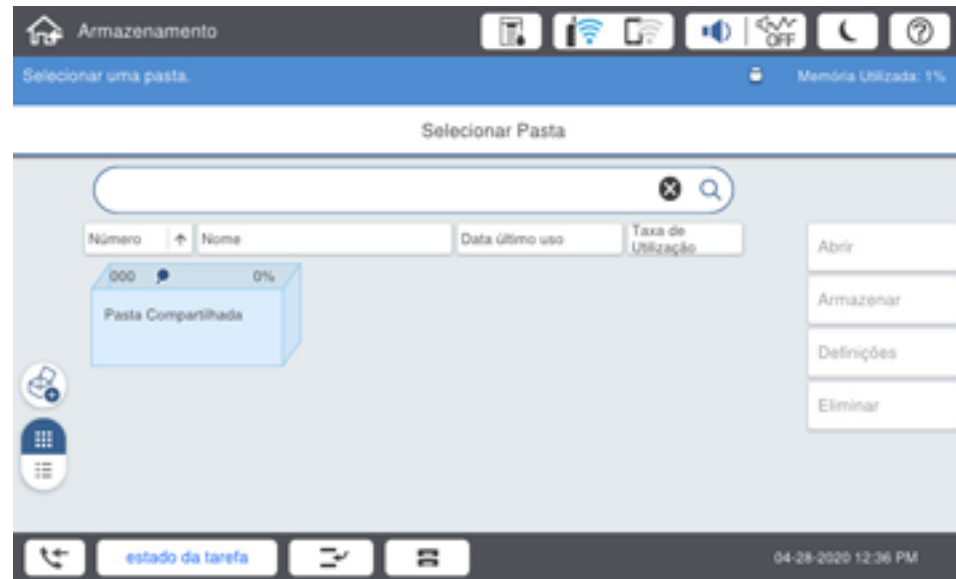 Armazenamento
OFF
Selecionar uma pasta.
Memória Utilizada: 1%
Selecionar Pasta
Número
Nome
Data último uso
Taxa de
Utilização
000
0%
Pasta Compartilhada
Abrir
Armazenar
Definições
Eliminar
estado da tarefa
04-28-2020 12:36 PM